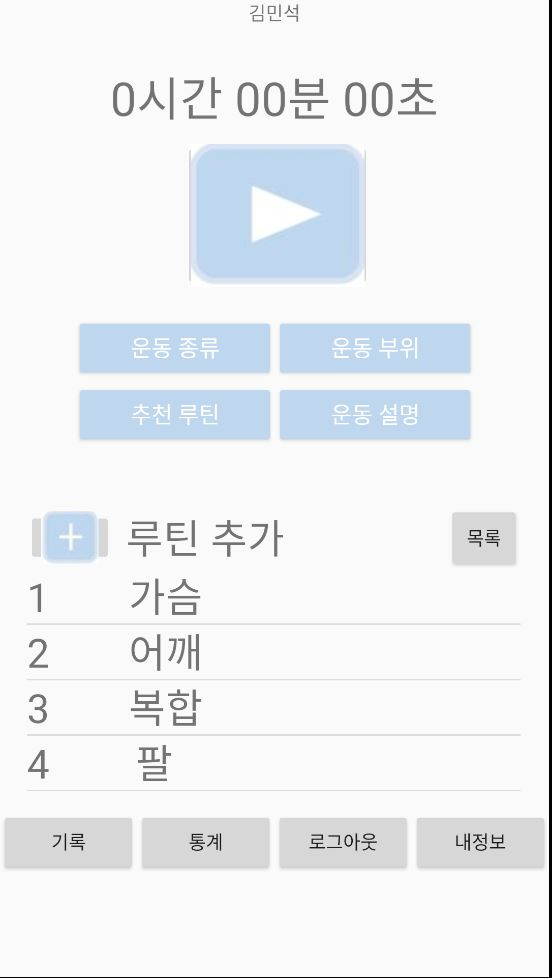 김민석
0시간 00분 00초
운동 종류 운동 부위
추천 루틴 운동 설명
+ 루틴 추가 목록
1 가슴
2 어깨
3 복합
4 팔
기록 통계 로그아웃 내정보